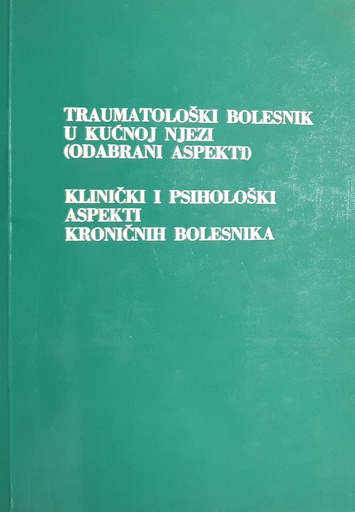 TRAUMATOLOŠKI BOLESNIK
U KUĆNOJ NJEZI
(ODABRANI ASPEKTI)
KLINIČKI I PSIHOLOŠKI
ASPEKTI
KRONIČNIH BOLESNIKA